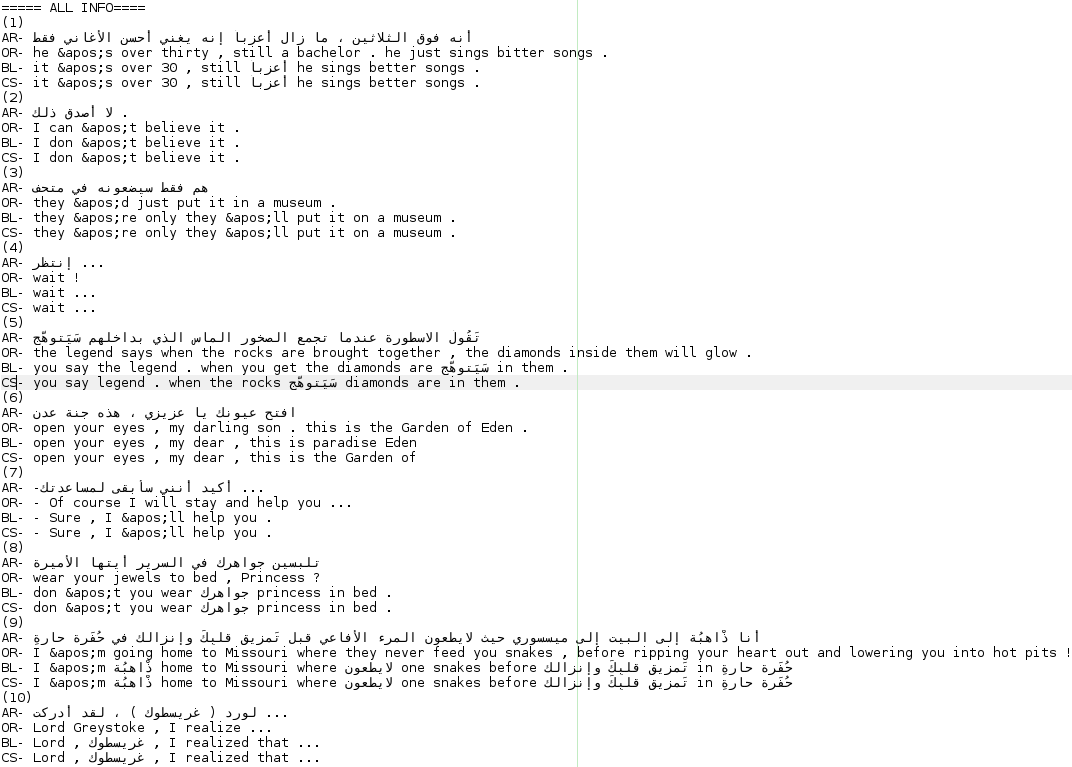 ===== ALL INFO====
(1)
AR- أنه فوق الثلاثين ، ما زال أعزبا إنه يغني أحسن الأغاني فقط
OR- he &apos;s over thirty , still a bachelor . he just sings bitter songs .
BL- it &apos;s over 30 , still أعزبا he sings better songs .
CS- it &apos;s over 30 , still أعزبا he sings better songs .
(2)
AR- لا أصدق ذلك .
OR- I can &apos;t believe it .
BL- I don &apos;t believe it .
CS- I don &apos;t believe it .
(3)
AR- هم فقط سيضعونه في متحف
OR- they &apos;d just put it in a museum .
BL- they &apos;re only they &apos;ll put it on a museum .
CS- they &apos;re only they &apos;ll put it on a museum .
(4)
AR- إنتظر ...
OR- wait !
BL- wait ...
CS- wait ...
(5)
AR- تَقُول الاسطورة عندما تجمع الصخور الماس الذي بداخلهم سَيَتوهّج
OR- the legend says when the rocks are brought together , the diamonds inside them will glow .
BL- you say the legend . when you get the diamonds are سَيَتوهّج in them .
CS- you say legend . when the rocks سَيَتوهّج diamonds are in them .
(6)
AR- افتح عيونك يا عزيزي ، هذه جنة عدن
OR- open your eyes , my darling son . this is the Garden of Eden .
BL- open your eyes , my dear , this is paradise Eden
CS- open your eyes , my dear , this is the Garden of
(7)
AR- -أكيد أنني سأبقى لمساعدتك ...
OR- - Of course I will stay and help you ...
BL- - Sure , I &apos;ll help you .
CS- - Sure , I &apos;ll help you .
(8)
AR- تلبسين جواهرك في السرير أيتها الأميرة
OR- wear your jewels to bed , Princess ?
BL- don &apos;t you wear جواهرك princess in bed .
CS- don &apos;t you wear جواهرك princess in bed .
(9)
AR- أنا ذْاهبُة إلى البيت إلى ميسسوري حيث لايطعون المرء الأفاعي قبل تَمزيق قلبِكَ وإنزالك في حُفَرة حارةِ
OR- I &apos;m going home to Missouri where they never feed you snakes , before ripping your heart out and lowering you into hot pits !
BL- I &apos;m ذْاهبُة home to Missouri where لايطعون one snakes before تَمزيق قلبِكَ وإنزالك in حُفَرة حارةِ
CS- I &apos;m ذْاهبُة home to Missouri where لايطعون one snakes before تَمزيق قلبِكَ وإنزالك in حُفَرة حارةِ
(10)
AR- لورد ( غريسطوك ) ، لقد أدركت ...
OR- Lord Greystoke , I realize ...
BL- Lord , غريسطوك , I realized that ...
CS- Lord , غريسطوك , I realized that ...